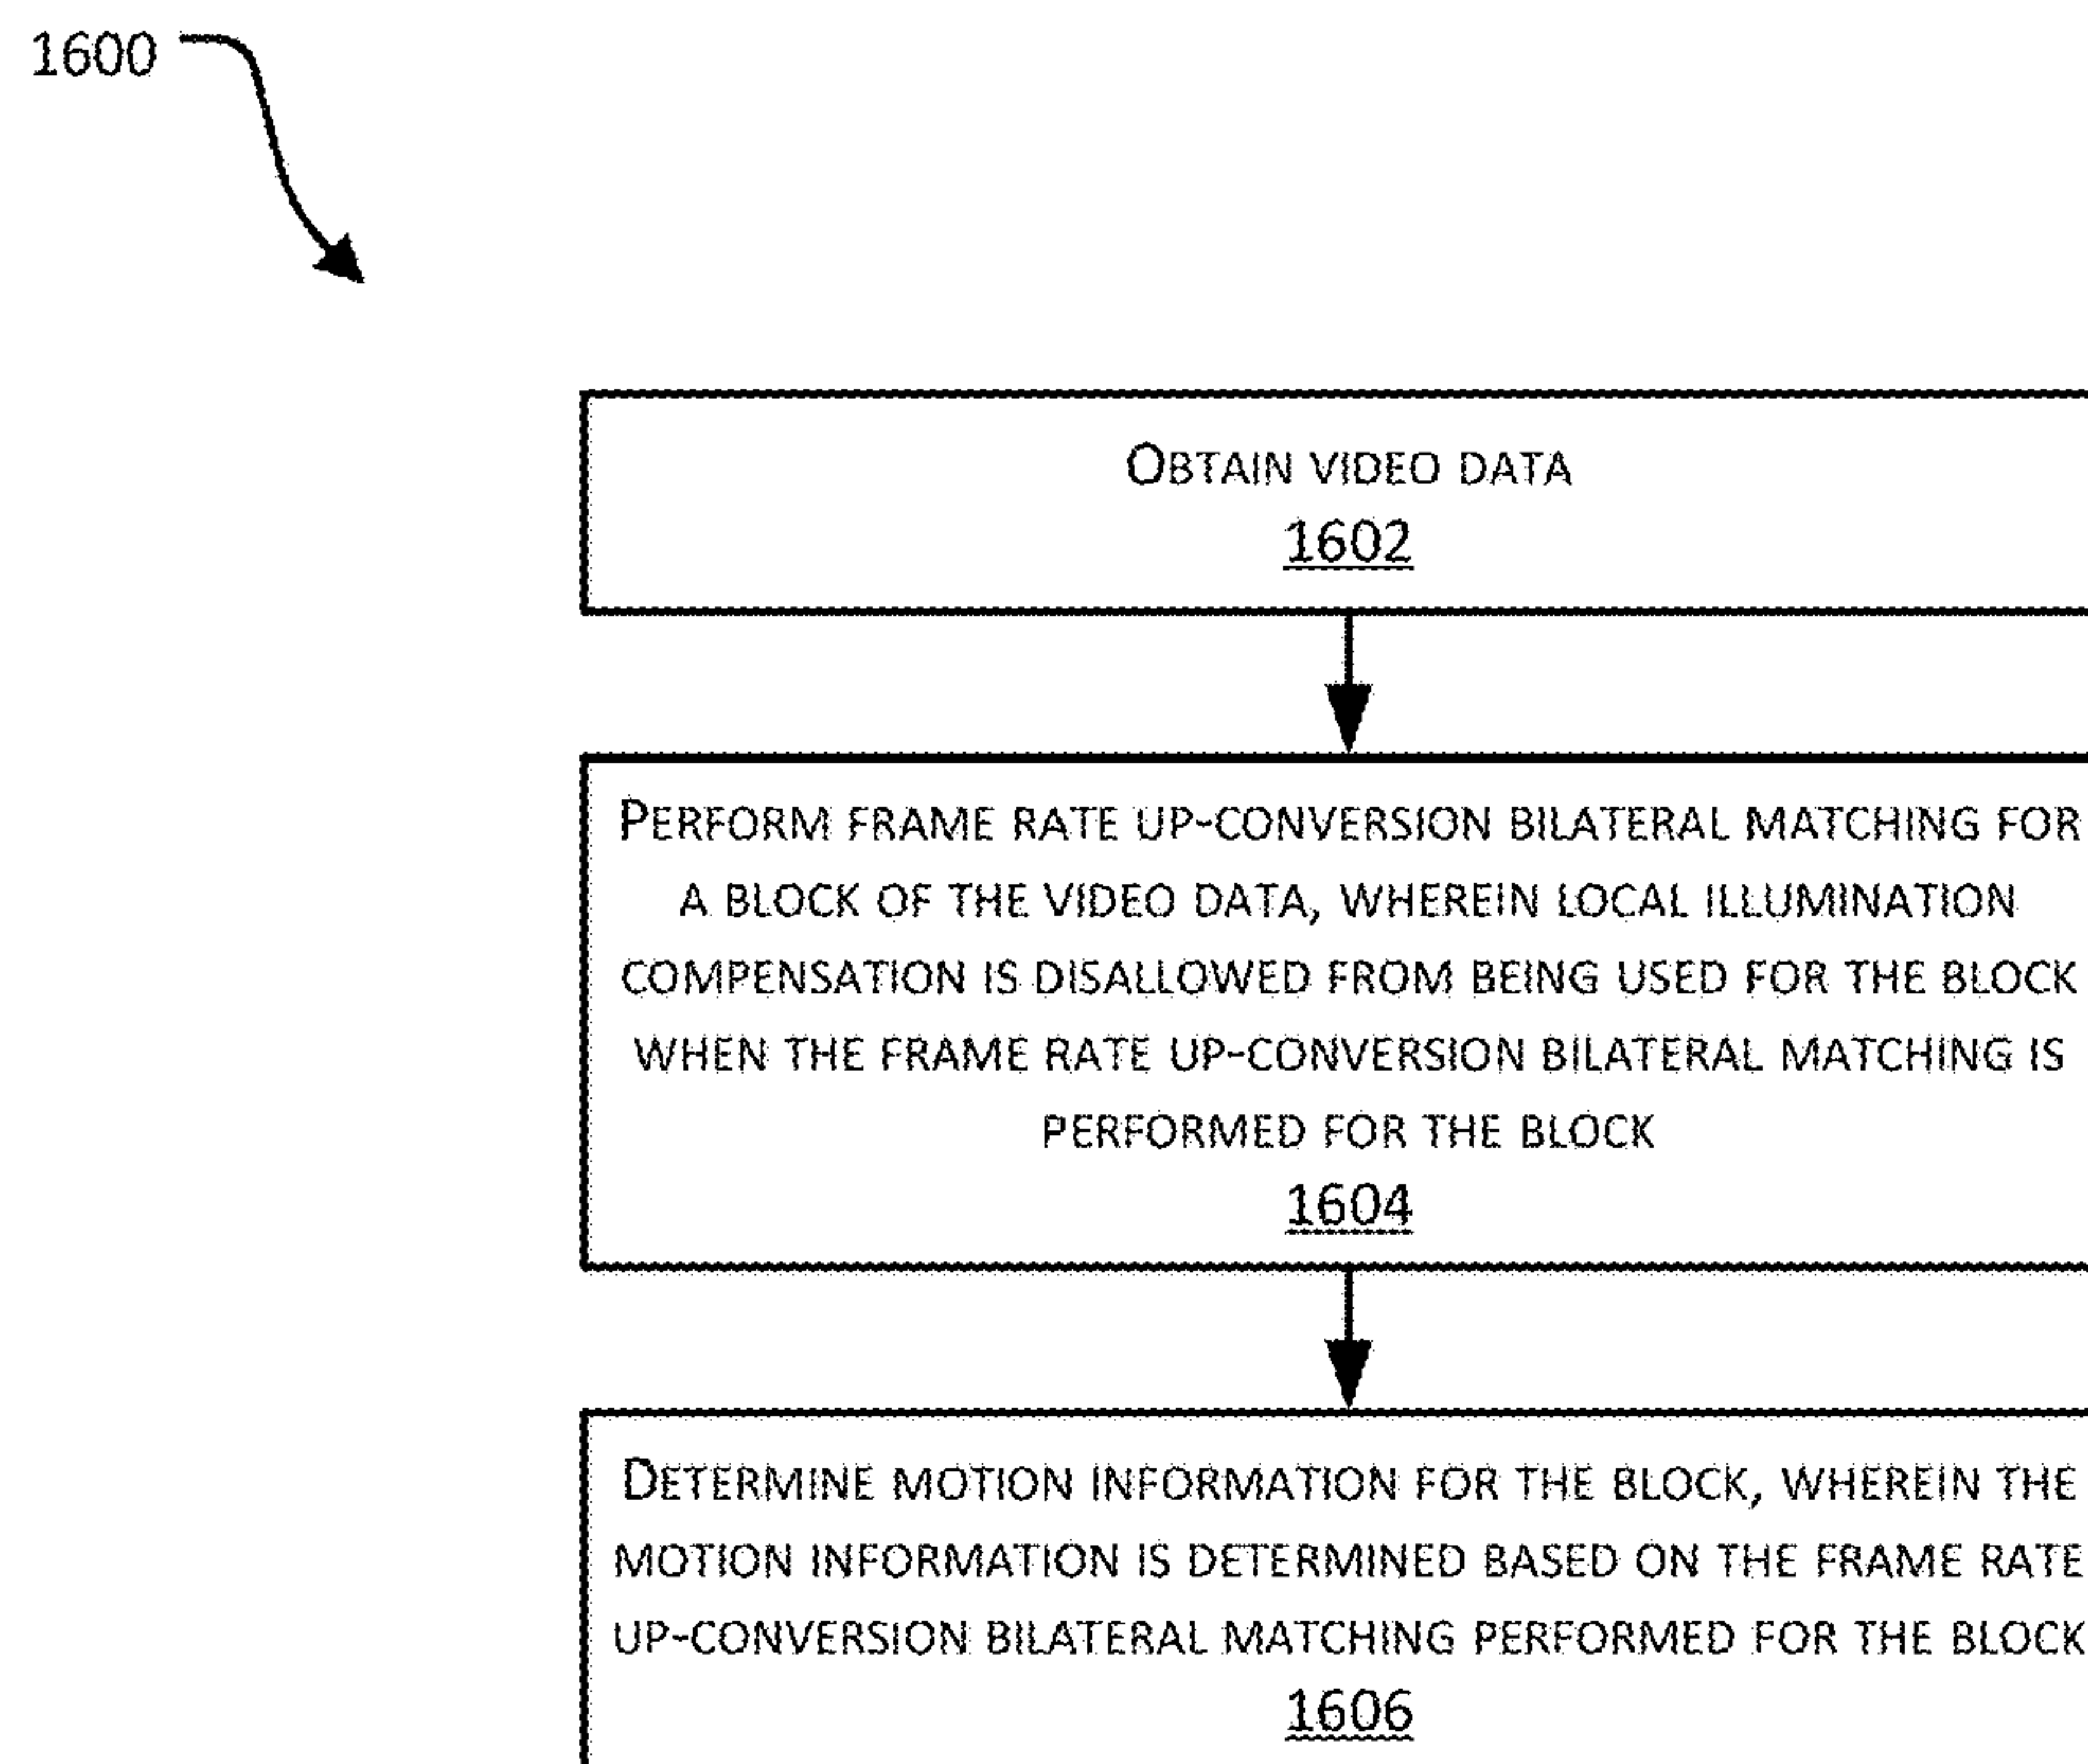 1600
OBTAIN VIDEO DATA
1602
PERFORM FRAME RATE UP-CONVERSION BILATERAL MATCHING FOR
A BLOCK OF THE VIDEO DATA, WHEREIN LOCAL ILLUMINATION
COMPENSATION IS DISALLOWED FROM BEING USED FOR THE BLOCK
WHEN THE FRAME RATE UP-CONVERSION BILATERAL MATCHING IS
PERFORMED FOR THE BLOCK
1604
DETERMINE MOTION INFORMATION FOR THE BLOCK, WHEREIN THE
MOTION INFORMATION IS DETERMINED BASED ON THE FRAME RATE
UP-CONVERSION BILATERAL MATCHING PERFORMED FOR THE BLOCK
1606